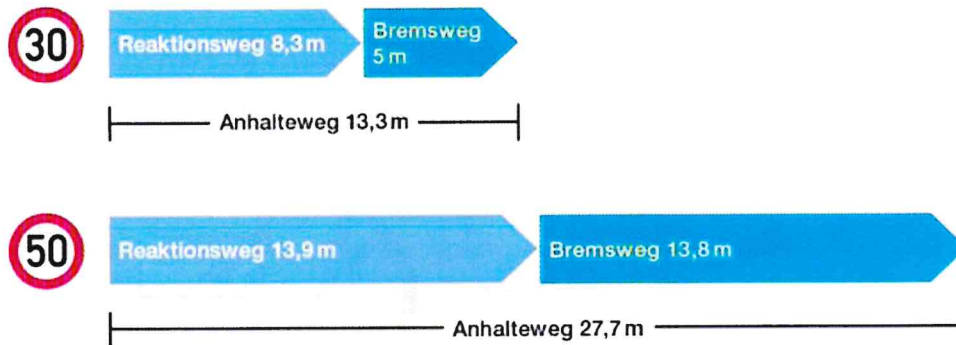 30
Reaktionsweg 8,3 m
Bremsweg
5 m
Anhalteweg 13,3 m
50
Reaktionsweg 13,9 m
Bremsweg 13,8 m
Anhalteweg 27,7 m